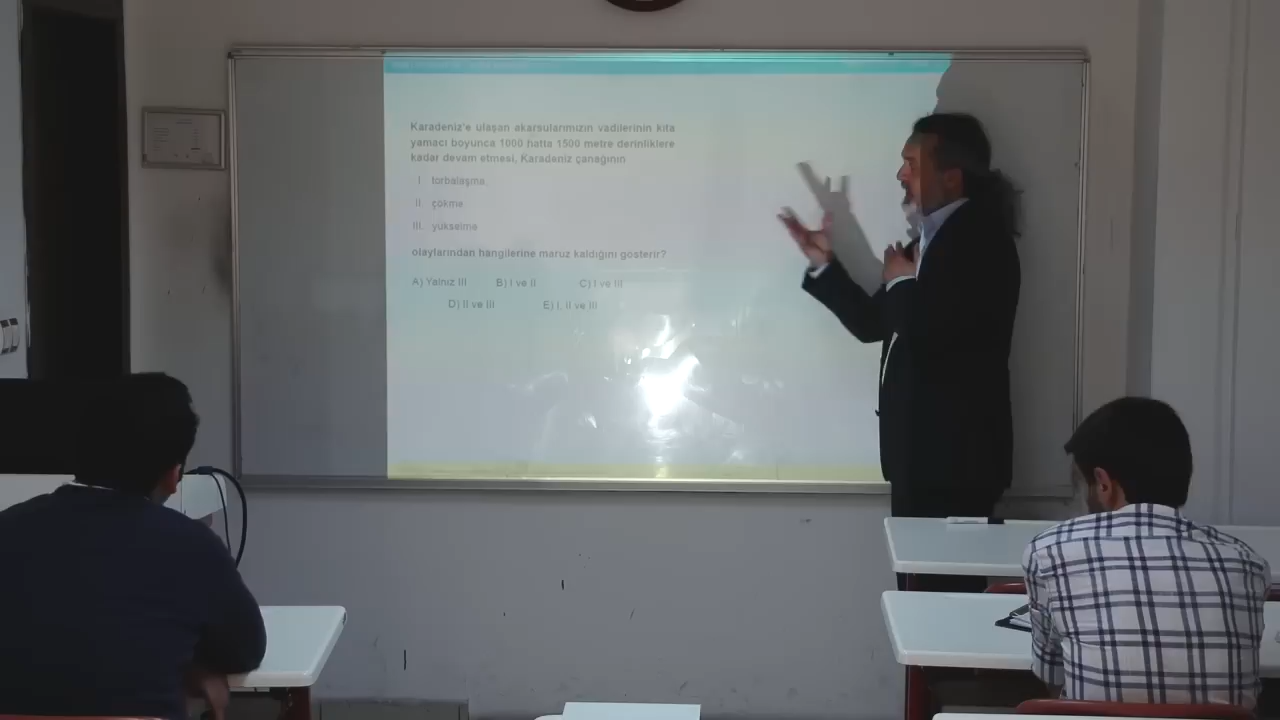 Karadeniz'e ulaşan akarsularımızın vadilerinin kıta
yamacı boyunca 1000 hatta 1500 metre derinliklere
kadar devam etmesi, Karadeniz çanağının
I. torbalaşma,
II. çökme,
III. yükselme
olaylarından hangilerine maruz kaldığını gösterir?
A) Yalnız III B) I ve II C) I ve III
D) II ve III E) I, II ve III